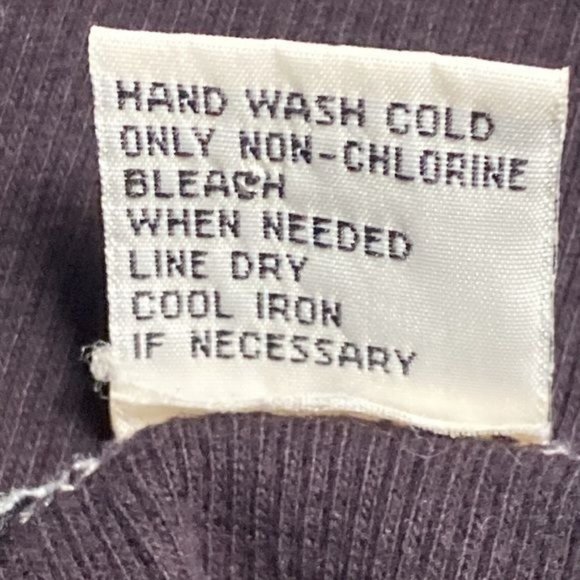 HAND WASH COLD
ONLY NON-CHLORINE
BLEACH
WHEN NEEDED
LINE DRY
COOL IRON
IF NECESSARY